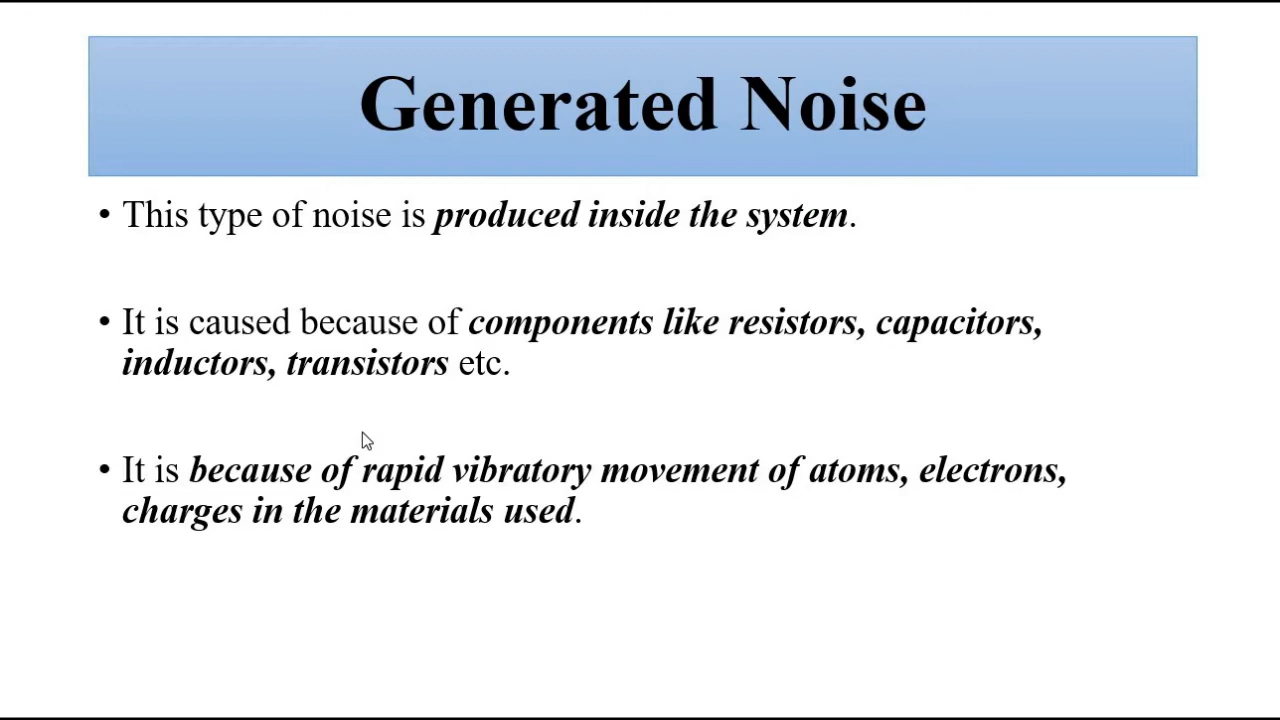 Generated Noise
• This type of noise is produced inside the system.
• It is caused because of components like resistors, capacitors,
inductors, transistors etc.
• It is because of rapid vibratory movement of atoms, electrons,
charges in the materials used.